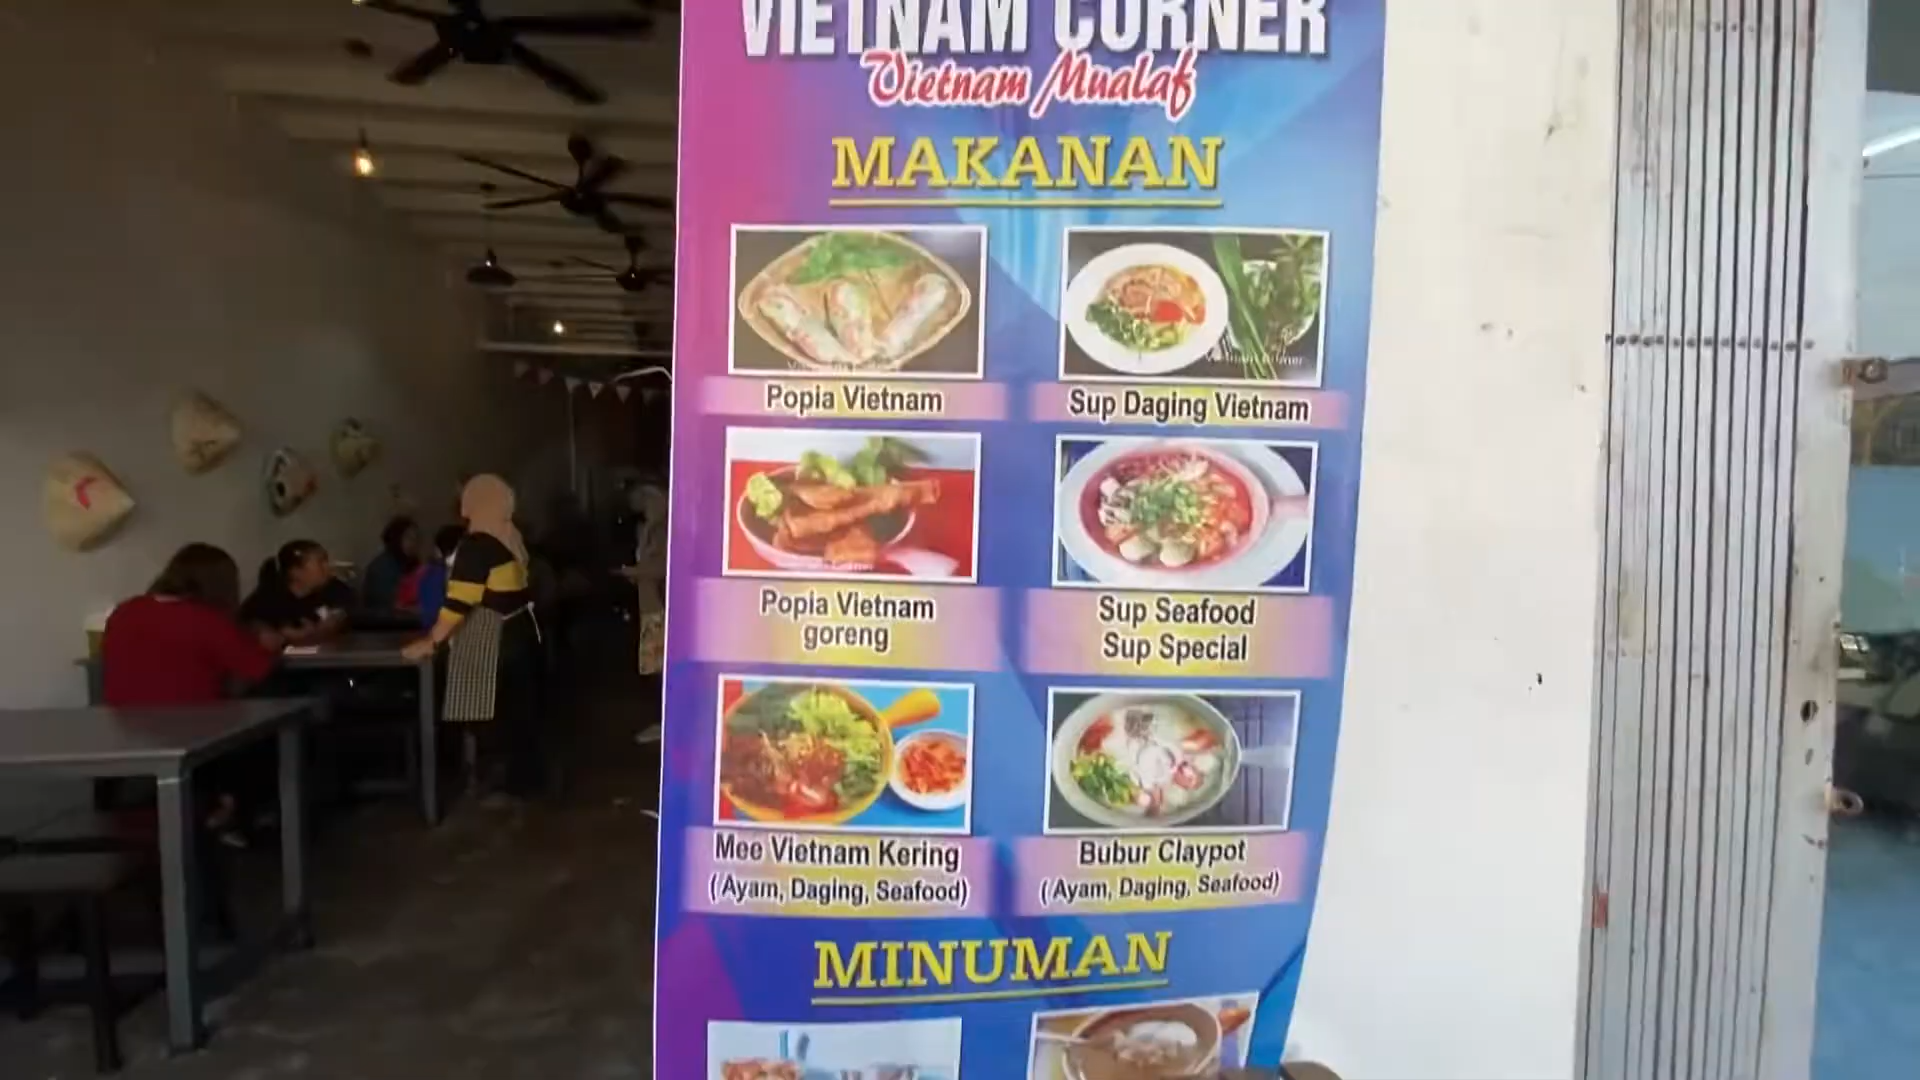 VIETNAM CORNER
Vietnam Mualaf
MAKANAN
Popia Vietnam
Sup Daging Vietnam
Popia Vietnam
goreng
Sup Seafood
Sup Special
Mee Vietnam Kering
(Ayam, Daging, Seafood)
Bubur Claypot
(Ayam, Daging, Seafood)
MINUMAN